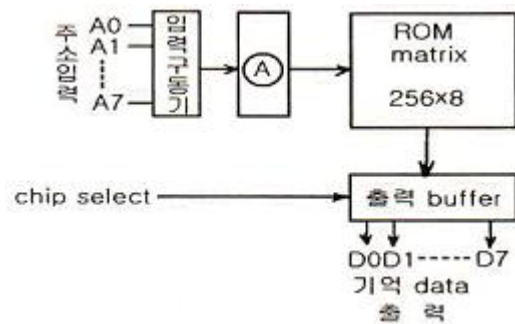 주소입력
A0
A1
A7
입력구동기
A
ROM
matrix
256×8
chip select
출력 buffer
D0D1-----D7
기억 data
출 력